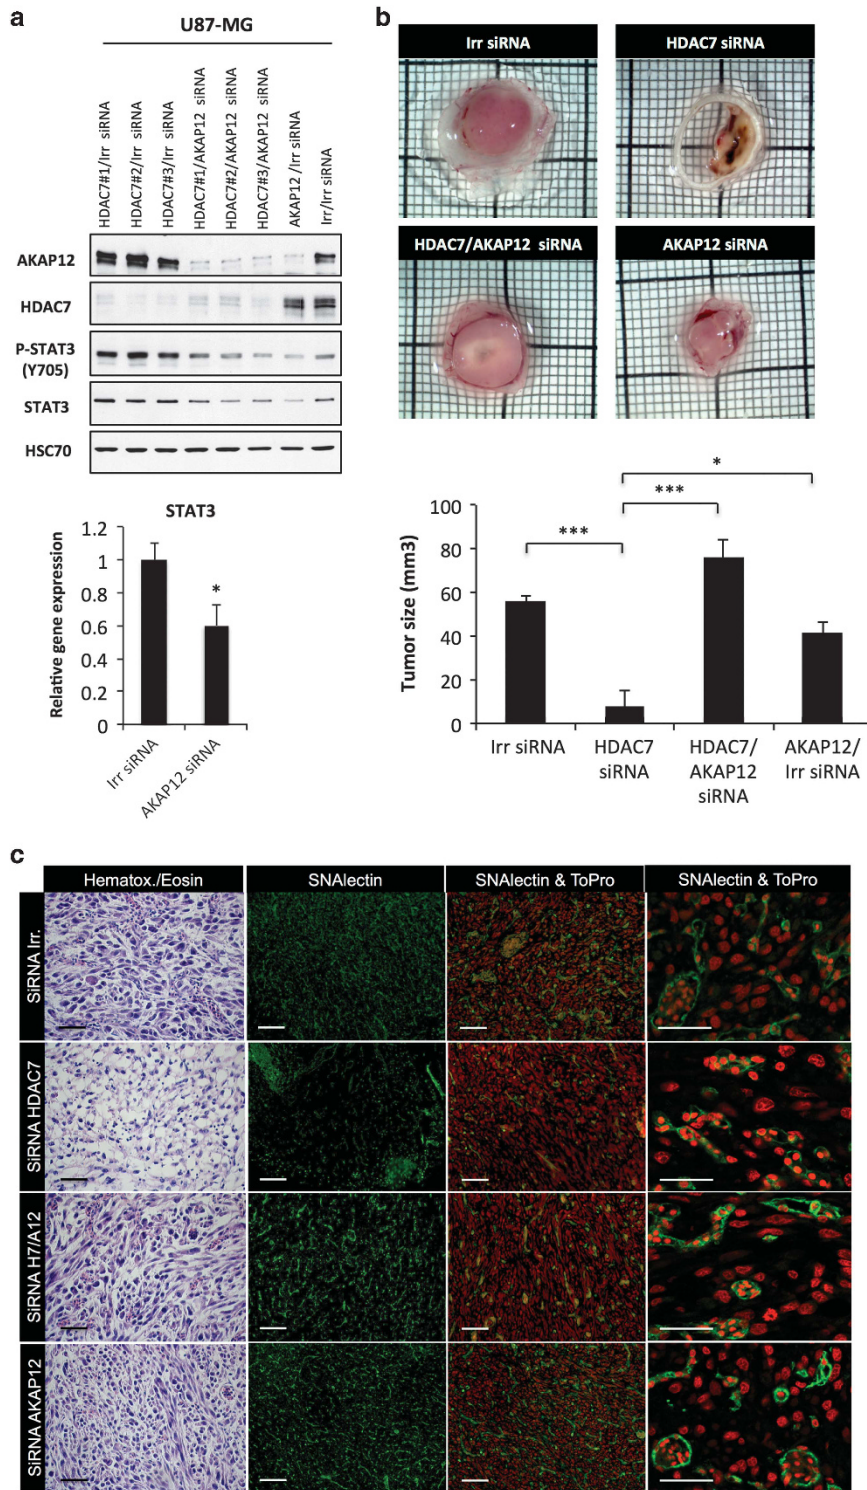 a
U87-MG
HDAC7#1/Irr siRNA
HDAC7#2/Irr siRNA
HDAC7#3/Irr siRNA
HDAC7#1/AKAP12 siRNA
HDAC7#2/AKAP12 siRNA
HDAC7#3/AKAP12 siRNA
AKAP12/Irr siRNA
Irr/Irr siRNA
AKAP12
HDAC7
P-STAT3
(Y705)
STAT3
HSC70
STAT3
Relative gene expression
1.2
1
0.8
0.6
0.4
0.2
0
*
Irr siRNA
AKAP12 siRNA
b
Irr siRNA
HDAC7 siRNA
HDAC7/AKAP12 siRNA
AKAP12 siRNA
Tumor size (mm3)
100
80
60
40
20
0
***
***
*
Irr siRNA
HDAC7
siRNA
HDAC7/
AKAP12
siRNA
AKAP12/
Irr siRNA
c
Hematox./Eosin
SNAlectin
SNAlectin & ToPro
SNAlectin & ToPro
SiRNA Irr.
SiRNA HDAC7
SiRNA H7/A12
SiRNA AKAP12